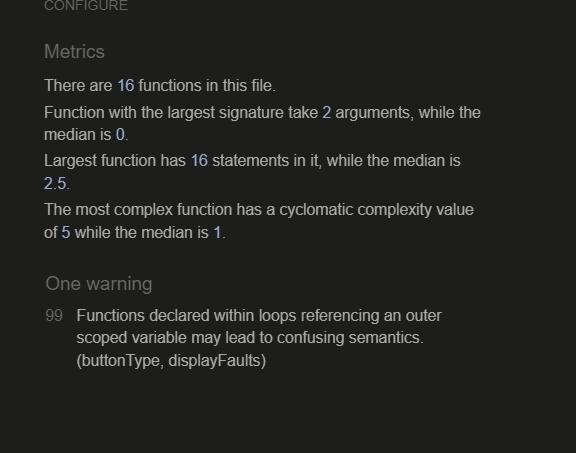 CONFIGURE
Metrics
There are 16 functions in this file.
Function with the largest signature take 2 arguments, while the
median is 0.
Largest function has 16 statements in it, while the median is
2.5.
The most complex function has a cyclomatic complexity value
of 5 while the median is 1.
One warning
99 Functions declared within loops referencing an outer
scoped variable may lead to confusing semantics.
(buttonType, displayFaults)